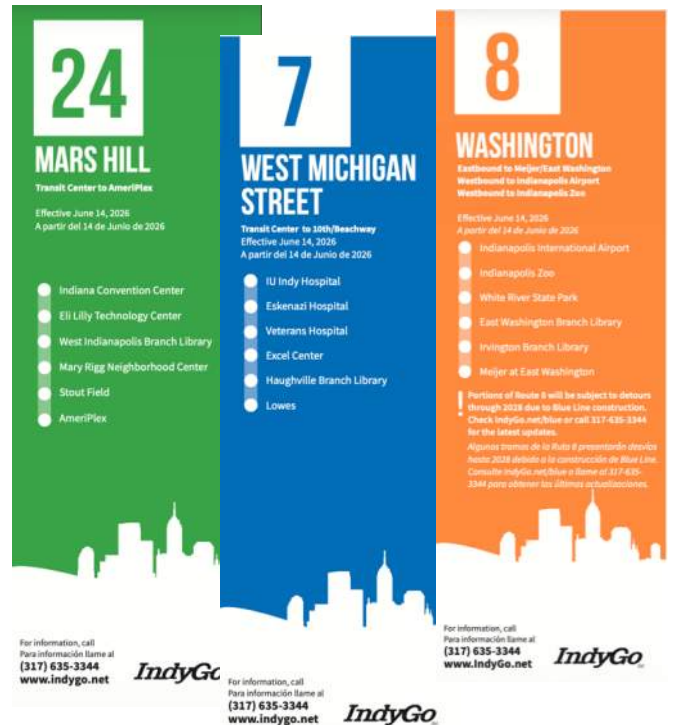 24
MARS HILL
Transit Center to AmeriPlex
Effective June 14, 2026
A partir del 14 de Junio de 2026
Indiana Convention Center
Eli Lilly Technology Center
West Indianapolis Branch Library
Mary Rigg Neighborhood Center
Stout Field
AmeriPlex
For information, call
Para información llame al
(317) 635-3344
www.indygo.net
IndyGo
7
WEST MICHIGAN
STREET
Transit Center to 10th/Beachway
Effective June 14, 2026
A partir del 14 de Junio de 2026
IU Indy Hospital
Eskenazi Hospital
Veterans Hospital
Excel Center
Haughville Branch Library
Lowes
For information, call
Para información llame al
(317) 635-3344
www.indygo.net
IndyGo
8
WASHINGTON
Eastbound to Meijer/East Washington
Westbound to Indianapolis Airport
Westbound to Indianapolis Zoo
Effective June 14, 2026
A partir del 14 de Junio de 2026
Indianapolis International Airport
Indianapolis Zoo
White River State Park
East Washington Branch Library
Irvington Branch Library
Meijer at East Washington
! Portions of Route 8 will be subject to detours
through 2028 due to Blue Line construction.
Check IndyGo.net/blue or call 317-635-3344
for the latest updates.
Algunos tramos de la Ruta 8 presentarán desvíos
hasta 2028 debido a la construcción de Blue Line.
Consulte IndyGo.net/blue o llame al 317-635-
3344 para obtener las últimas actualizaciones.
For information, call
Para información llame al
(317) 635-3344
www.IndyGo.net
IndyGo